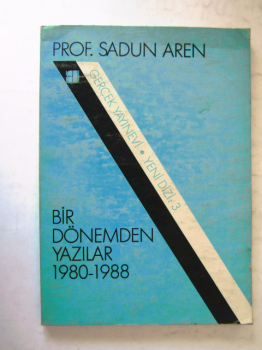 PROF. SADUN AREN
GERÇEK YAYINEVİ • YENİ DİZİ: 3
BİR
DÖNEMDEN
YAZILAR
1980-1988